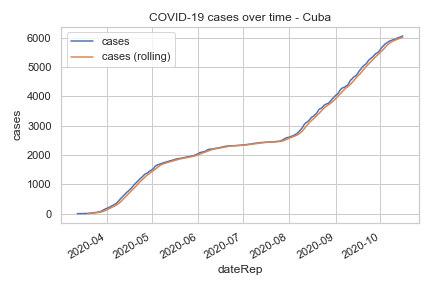 COVID-19 cases over time - Cuba
cases
cases (rolling)
6000
5000
4000
3000
2000
1000
0
cases
2020-04
2020-05
2020-06
2020-07
2020-08
2020-09
2020-10
dateRep